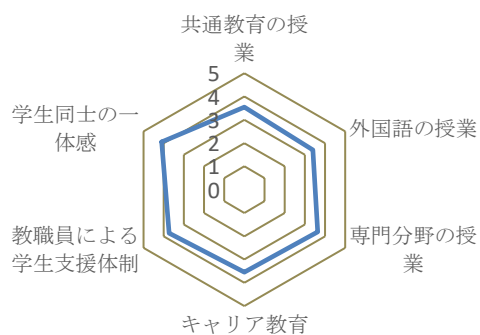 共通教育の授
業
5
4
3
2
1
0
外国語の授業
専門分野の授
業
キャリア教育
教職員による
学生支援体制
学生同士の一
体感